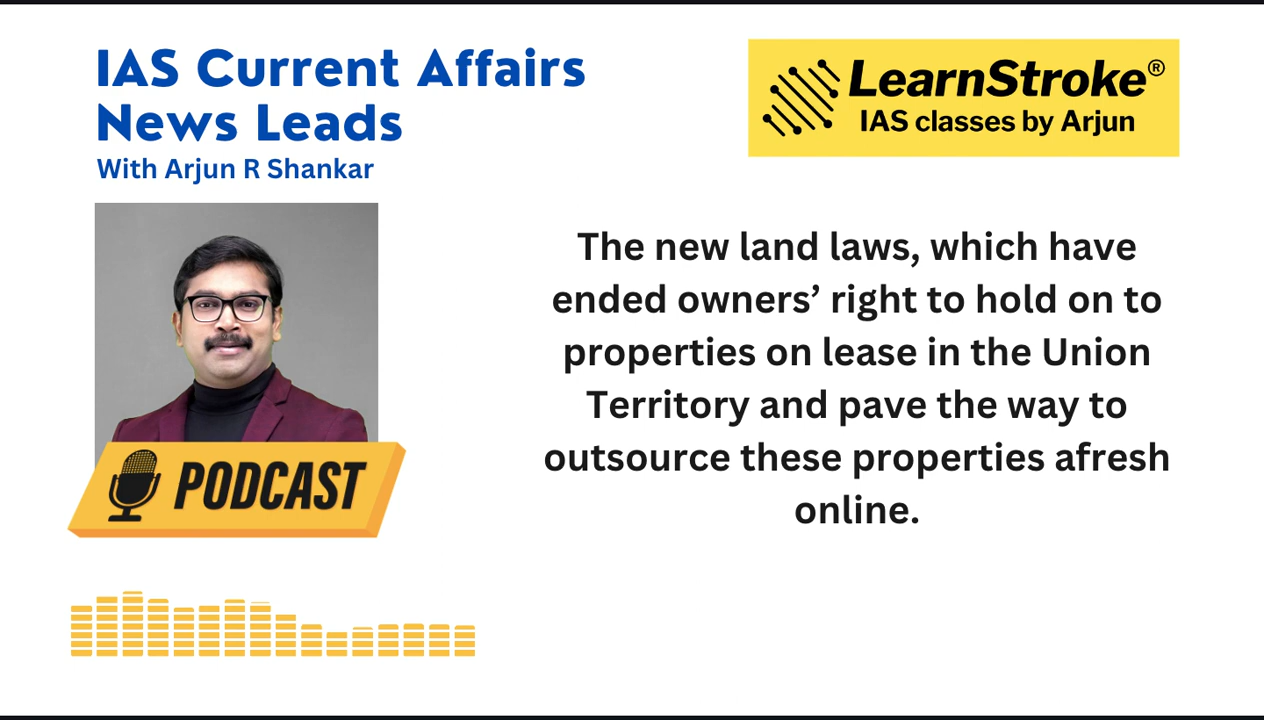 IAS Current Affairs
News Leads
With Arjun R Shankar
LearnStroke®
IAS classes by Arjun
The new land laws, which have
ended owners’ right to hold on to
properties on lease in the Union
Territory and pave the way to
outsource these properties afresh
online.
PODCAST